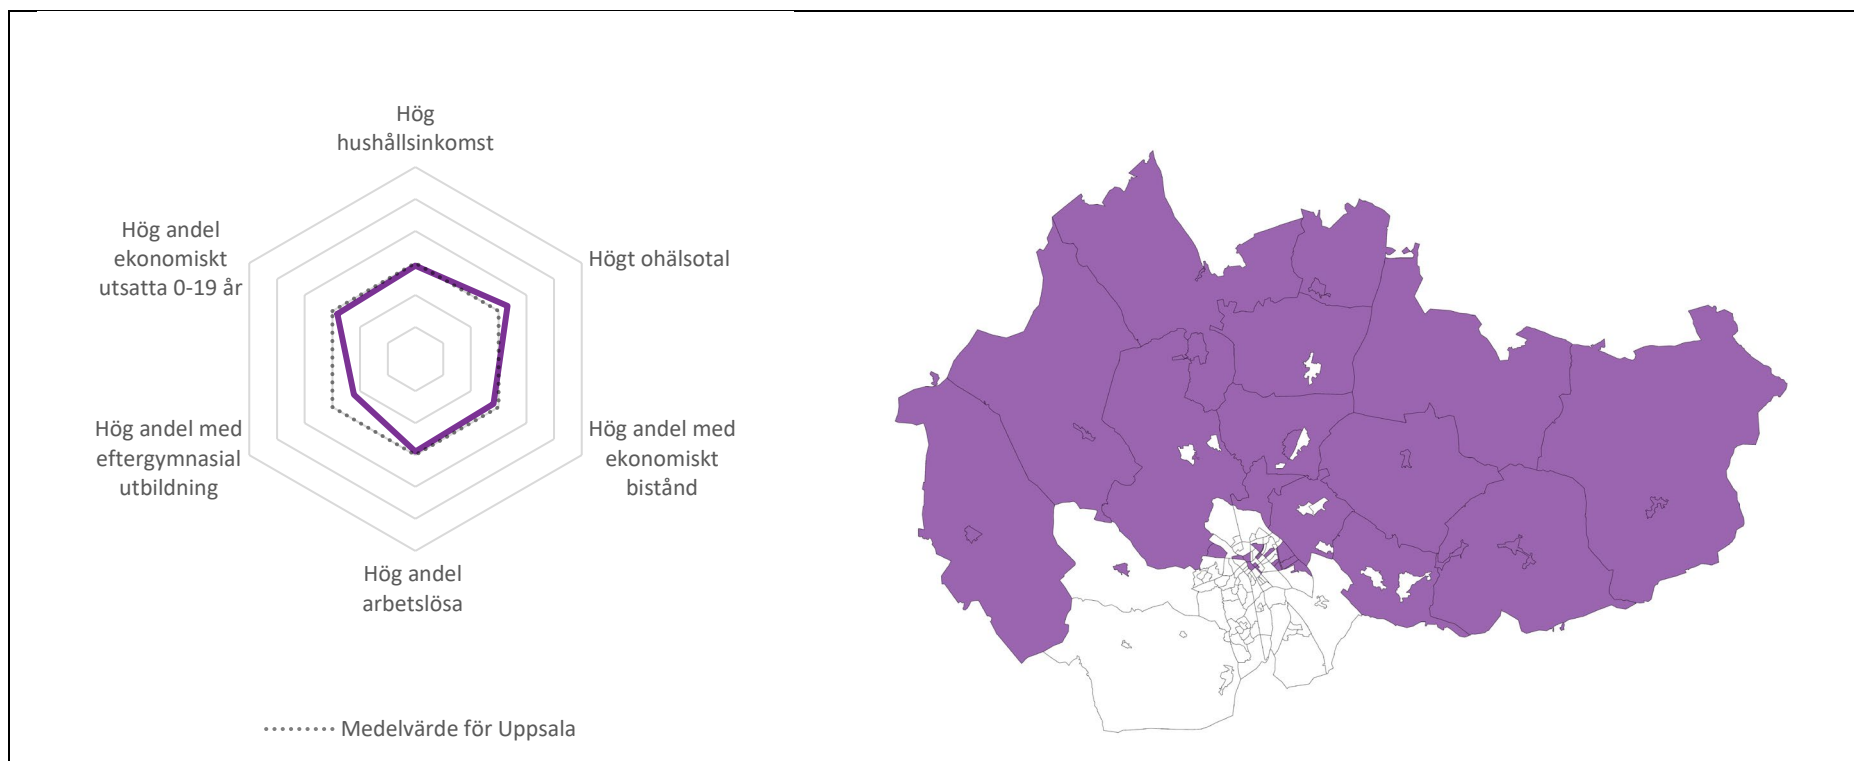 Hög
hushållsinkomst
Hög andel
ekonomiskt
utsatta 0-19 år
Högt ohälsotal
Hög andel med
eftergymnasial
utbildning
Hög andel med
ekonomiskt
bistånd
Hög andel
arbetslösa
Medelvärde för Uppsala